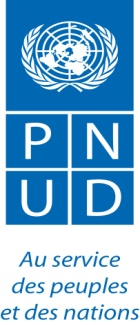 P N
U D
Au service
des peuples
et des nations